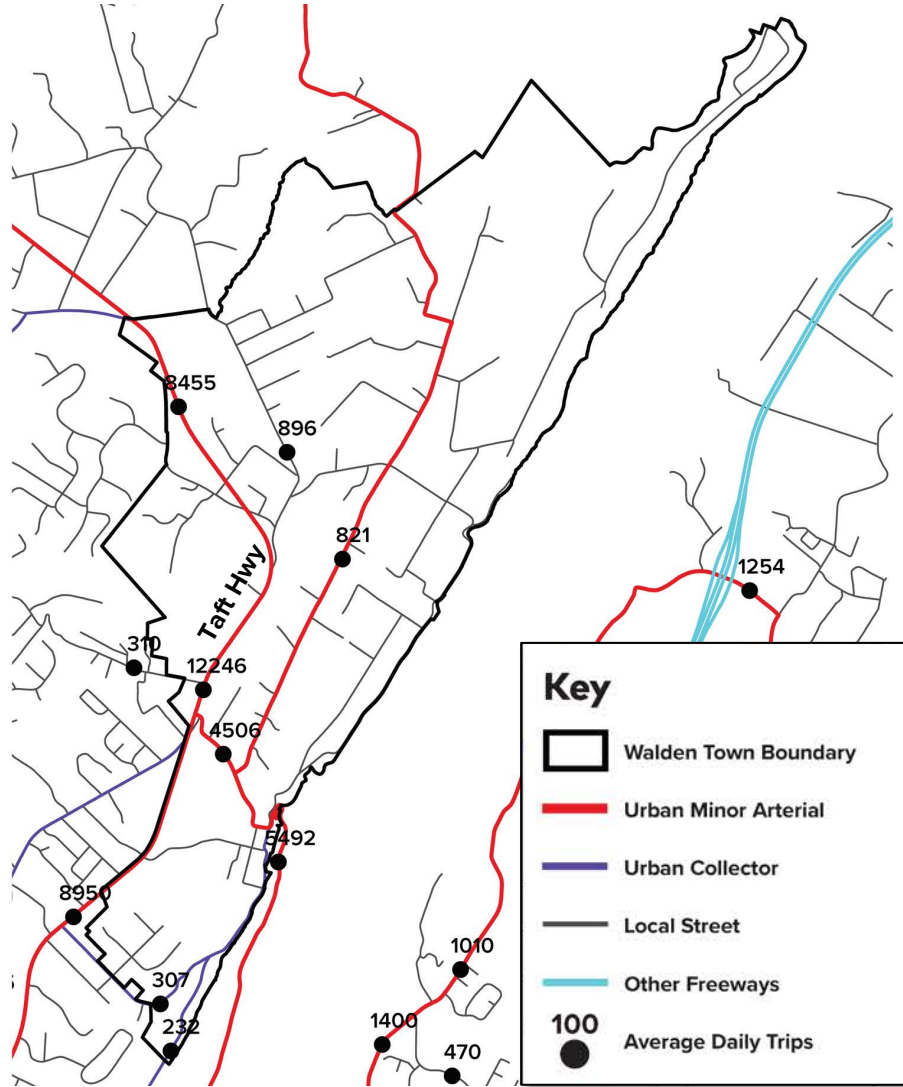 8455
896
821
Taft Hwy
1254
310
12246
4506
5492
8950
307
232
1010
1400
470
Key
Walden Town Boundary
Urban Minor Arterial
Urban Collector
Local Street
Other Freeways
100
Average Daily Trips